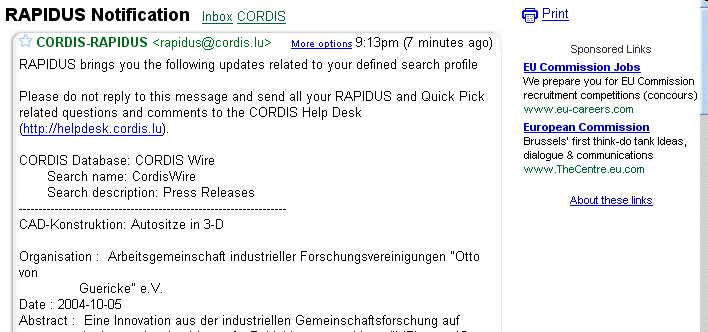 RAPIDUS Notification Inbox CORDIS
CORDIS-RAPIDUS <rapidus@cordis.lu> More options 9:13pm (7 minutes ago)
RAPIDUS brings you the following updates related to your defined search profile
Please do not reply to this message and send all your RAPIDUS and Quick Pick
related questions and comments to the CORDIS Help Desk
(http://helpdesk.cordis.lu).
CORDIS Database: CORDIS Wire
Search name: CordisWire
Search description: Press Releases
--------------------------------------------------------------------
CAD-Konstruktion: Autositze in 3-D
Organisation : Arbeitsgemeinschaft industrieller Forschungsvereinigungen "Otto
von
Guericke" e.V.
Date : 2004-10-05
Abstract : Eine Innovation aus der industriellen Gemeinschaftsforschung auf
Print
Sponsored Links
EU Commission Jobs
We prepare you for EU Commission
recruitment competitions (concours)
www.eu-careers.com
European Commission
Brussels' first think-do tank Ideas,
dialogue & communications
www.TheCentre.eu.com
About these links